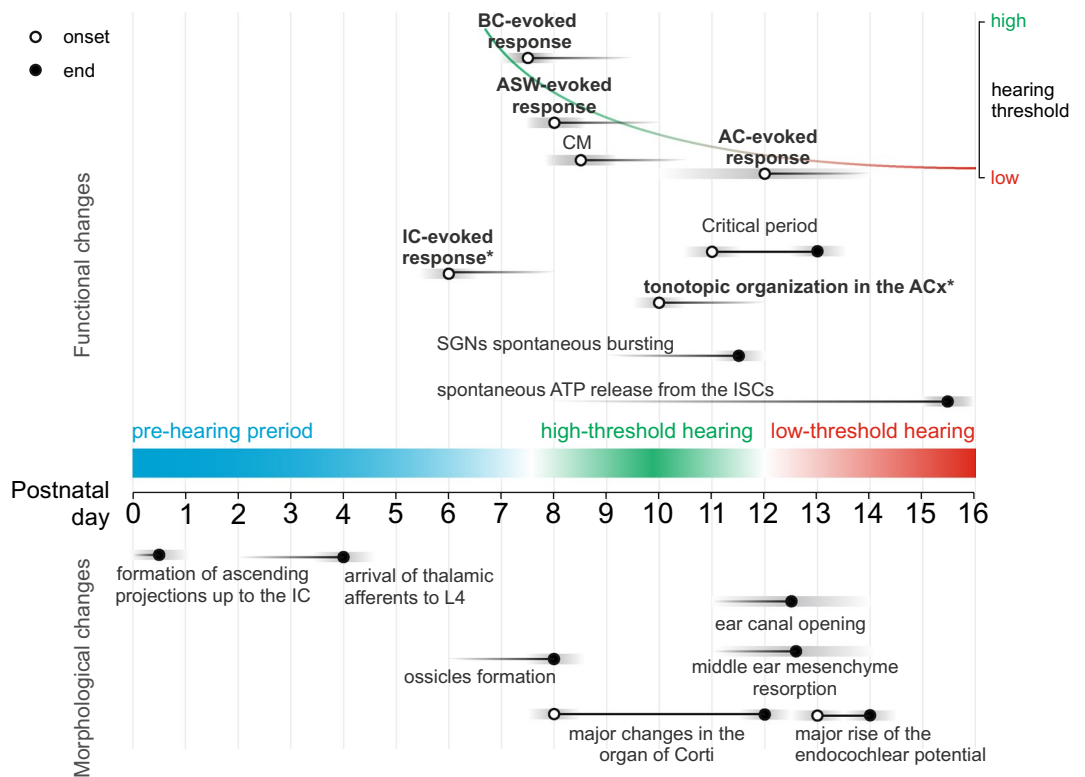 onset
end
BC-evoked
response
ASW-evoked
response
CM
AC-evoked
response
high
hearing
threshold
low
Functional changes
Critical period
IC-evoked
response*
tonotopic organization in the ACx*
SGNs spontaneous bursting
spontaneous ATP release from the ISCs
pre-hearing preriod
high-threshold hearing
low-threshold hearing
Postnatal
day
0 1 2 3 4 5 6 7 8 9 10 11 12 13 14 15 16
Morphological changes
formation of ascending
projections up to the IC
arrival of thalamic
afferents to L4
ear canal opening
ossicles formation
middle ear mesenchyme
resorption
major changes in the
organ of Corti
major rise of the
endocochlear potential